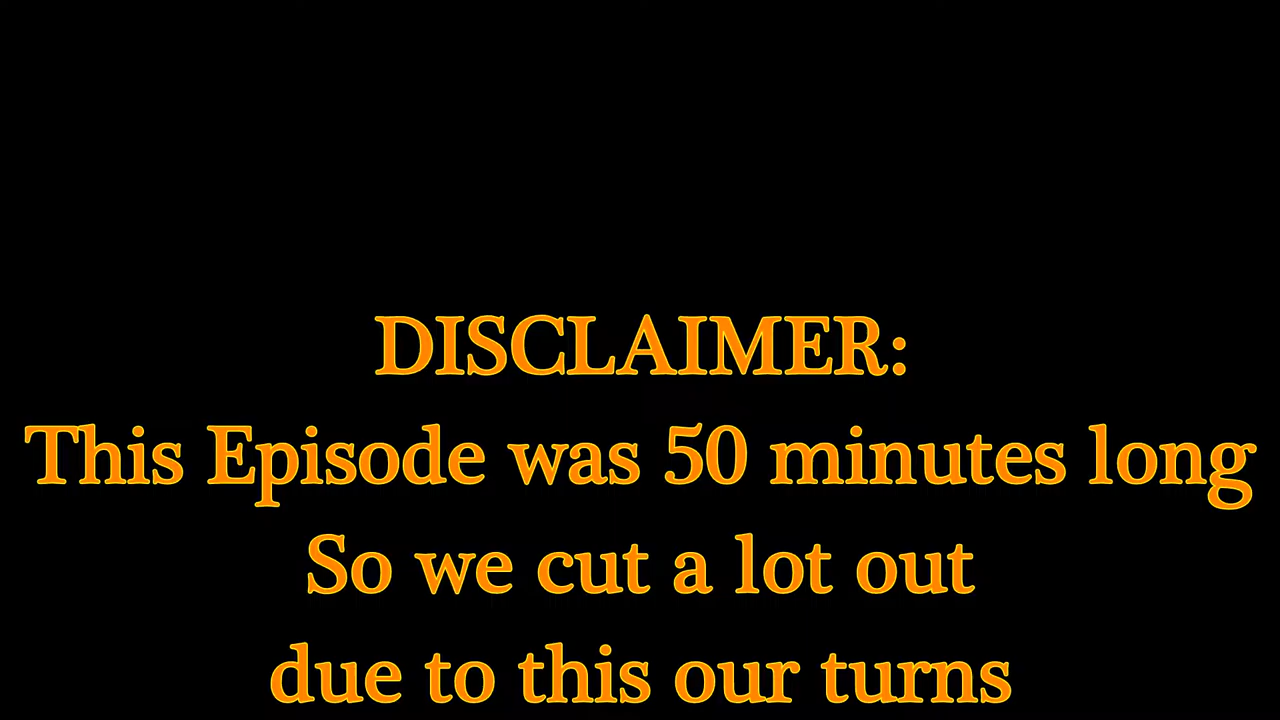 DISCLAIMER:
This Episode was 50 minutes long
So we cut a lot out
due to this our turns